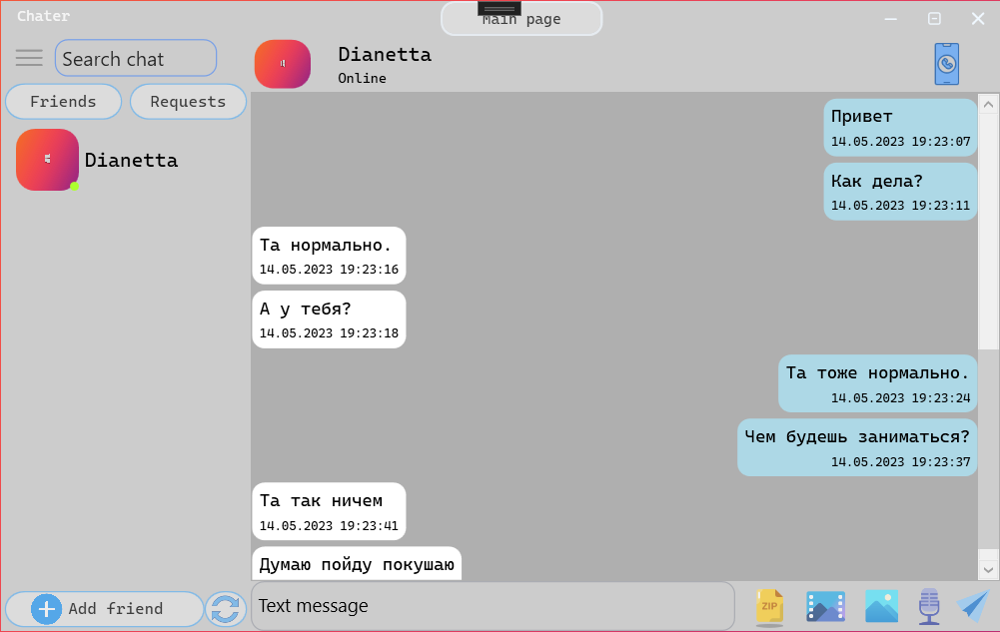 Chater
Main page
Search chat
Friends
Requests
Dianetta
Add friend
Dianetta
Online
Привет
14.05.2023 19:23:07
Как дела?
14.05.2023 19:23:11
Та нормально.
14.05.2023 19:23:16
А у тебя?
14.05.2023 19:23:18
Та тоже нормально.
14.05.2023 19:23:24
Чем будешь заниматься?
14.05.2023 19:23:37
Та так ничем
14.05.2023 19:23:41
Думаю пойду покушаю
Text message
ZIP